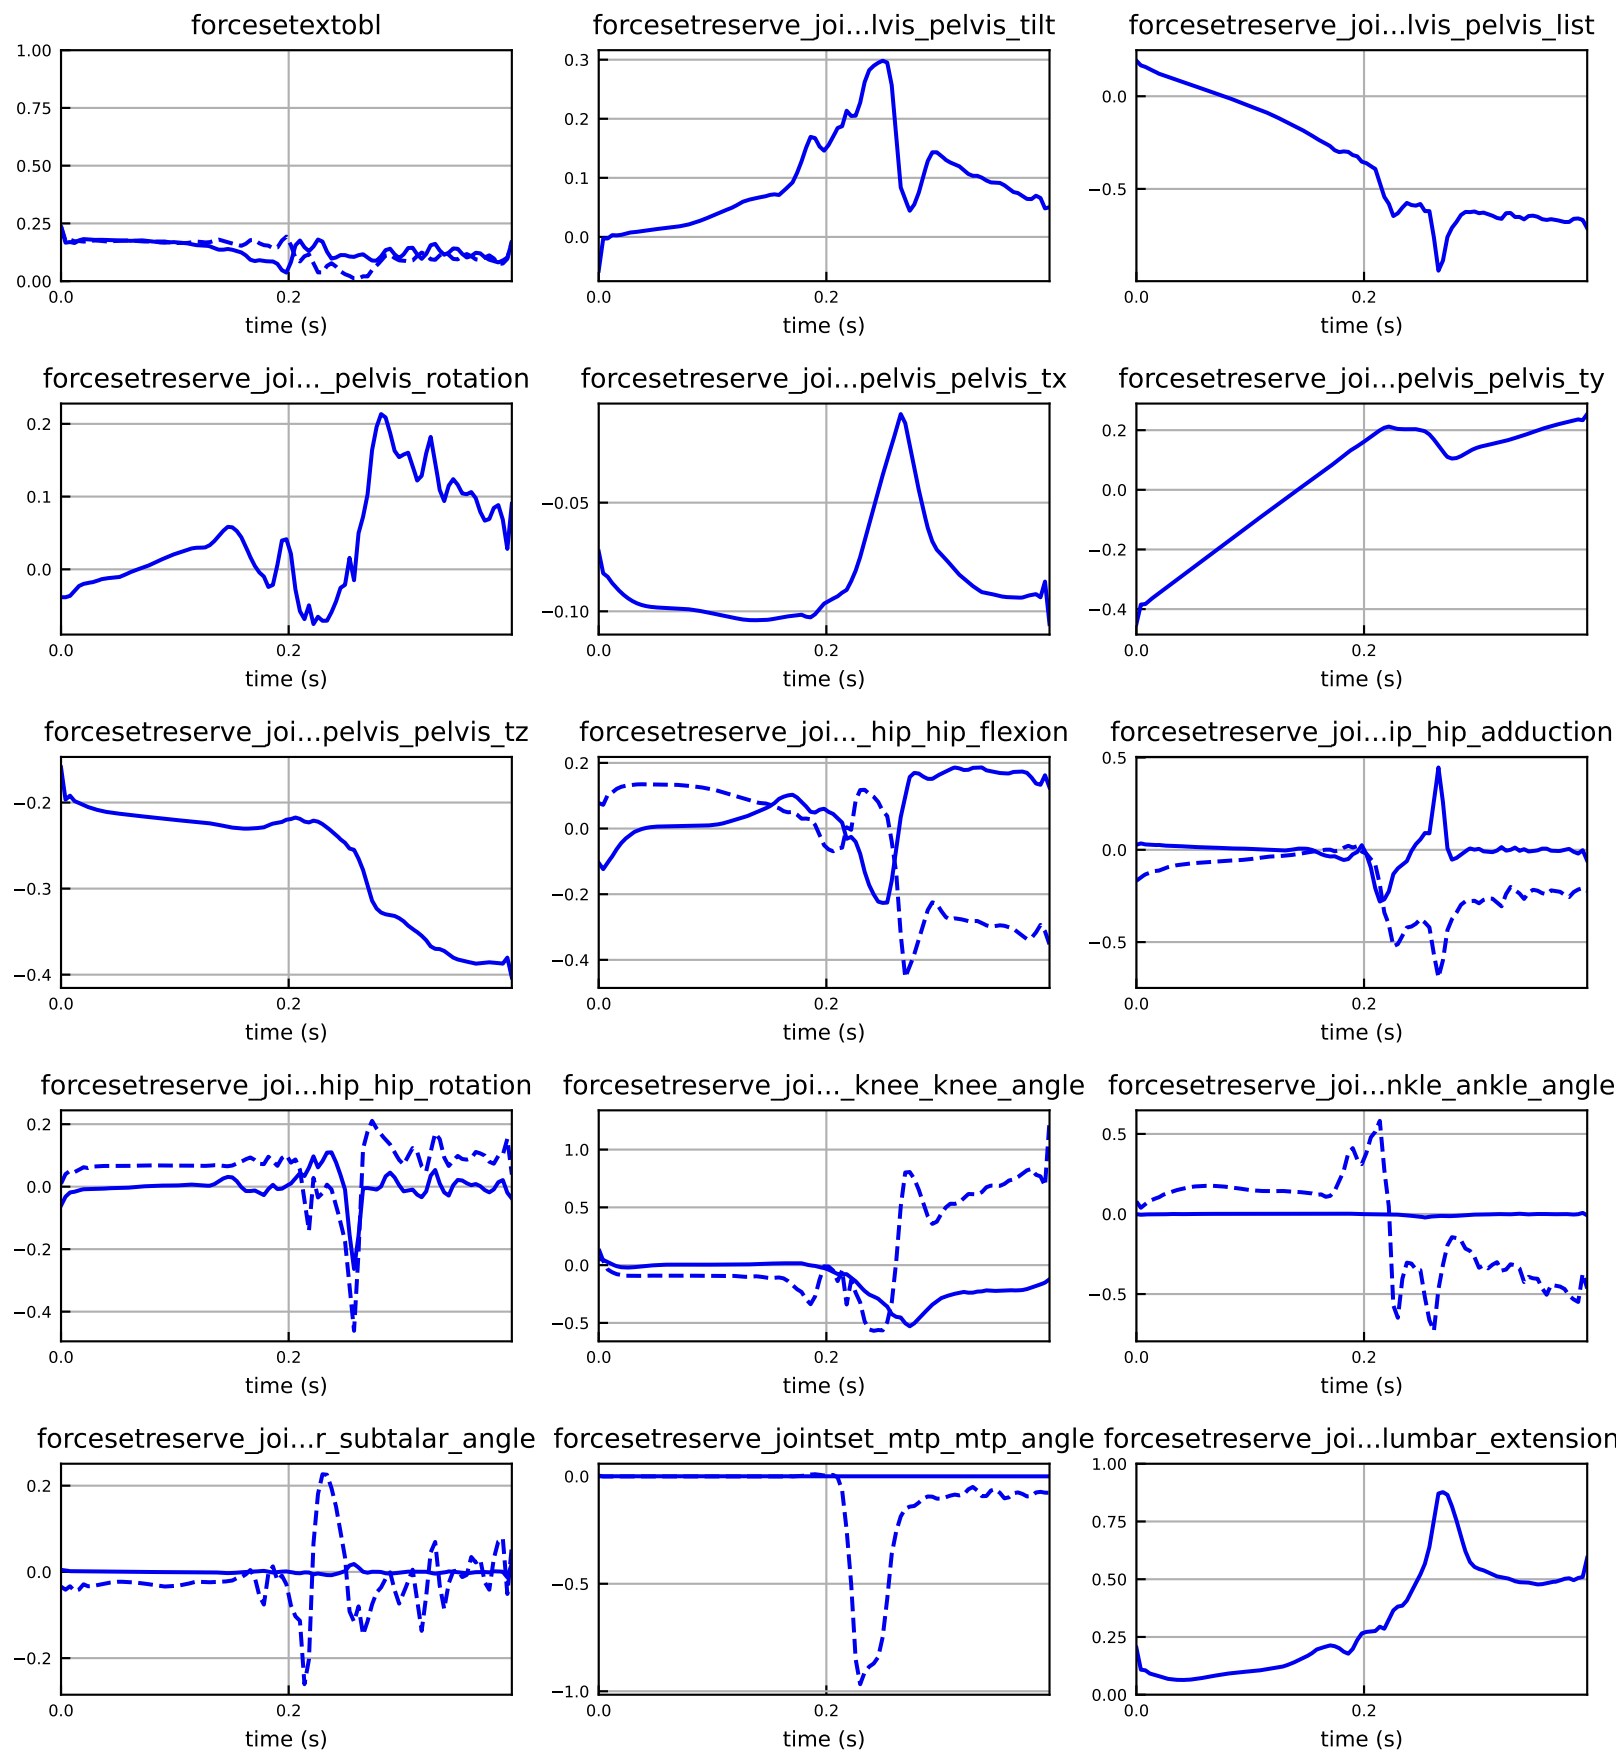 forcesetextobl
1.00
0.75
0.50
0.25
0.00
0.0 0.2
time (s)
forcesetreserve_joi...lvis_pelvis_tilt
0.3
0.2
0.1
0.0
0.0 0.2
time (s)
forcesetreserve_joi...lvis_pelvis_list
0.0
−0.5
0.0 0.2
time (s)
forcesetreserve_joi..._pelvis_rotation
0.2
0.1
0.0
0.0 0.2
time (s)
forcesetreserve_joi...pelvis_pelvis_tx
−0.05
−0.10
0.0 0.2
time (s)
forcesetreserve_joi...pelvis_pelvis_ty
0.2
0.0
−0.2
−0.4
0.0 0.2
time (s)
forcesetreserve_joi...pelvis_pelvis_tz
−0.2
−0.3
−0.4
0.0 0.2
time (s)
forcesetreserve_joi..._hip_hip_flexion
0.2
0.0
−0.2
−0.4
0.0 0.2
time (s)
forcesetreserve_joi...ip_hip_adduction
0.5
0.0
−0.5
0.0 0.2
time (s)
forcesetreserve_joi...hip_hip_rotation
0.2
0.0
−0.2
−0.4
0.0 0.2
time (s)
forcesetreserve_joi..._knee_knee_angle
1.0
0.5
0.0
−0.5
0.0 0.2
time (s)
forcesetreserve_joi...nkle_ankle_angle
0.5
0.0
−0.5
0.0 0.2
time (s)
forcesetreserve_joi...r_subtalar_angle
0.2
0.0
−0.2
0.0 0.2
time (s)
forcesetreserve_jointset_mtp_mtp_angle
0.0
−0.5
−1.0
0.0 0.2
time (s)
forcesetreserve_joi...lumbar_extension
1.00
0.75
0.50
0.25
0.00
0.0 0.2
time (s)